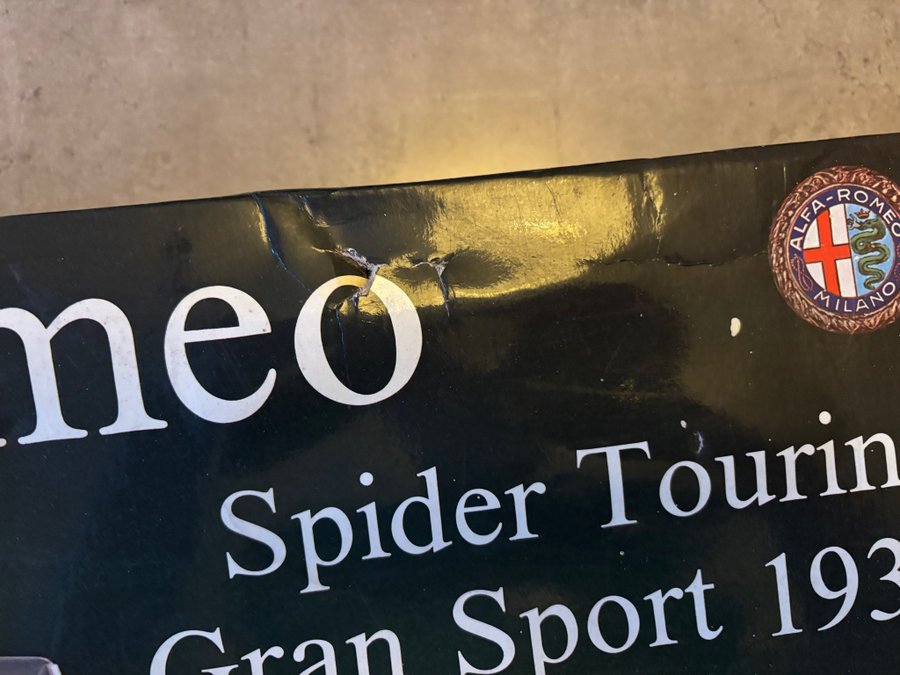 meo
ALFA-ROMEO
MILANO
Spider Tourin
Gran Sport 193